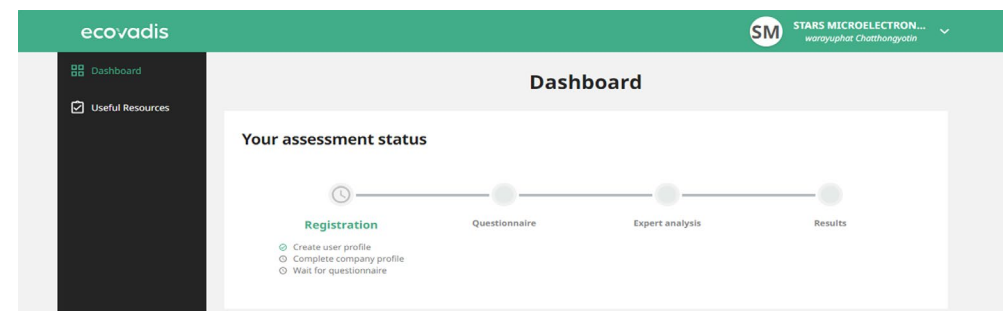 ecovadis
SM
STARS MICROELECTRON...
warayuphat Chatthongyotin
Dashboard
Useful Resources
Dashboard
Your assessment status
Registration
Create user profile
Complete company profile
Wait for questionnaire
Questionnaire
Expert analysis
Results